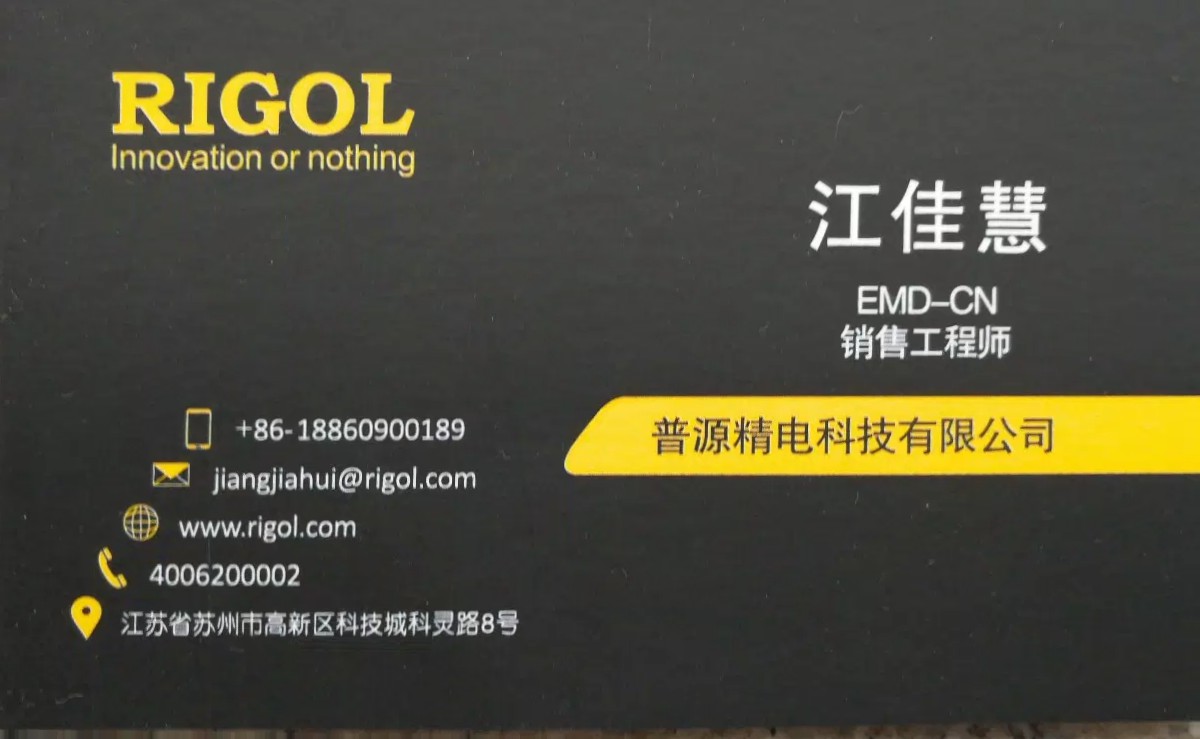 RIGOL
Innovation or nothing
江佳慧
EMD-CN
销售工程师
普源精电科技有限公司
+86-18860900189
jiangjiahui@rigol.com
www.rigol.com
4006200002
江苏省苏州市高新区科技城科灵路8号